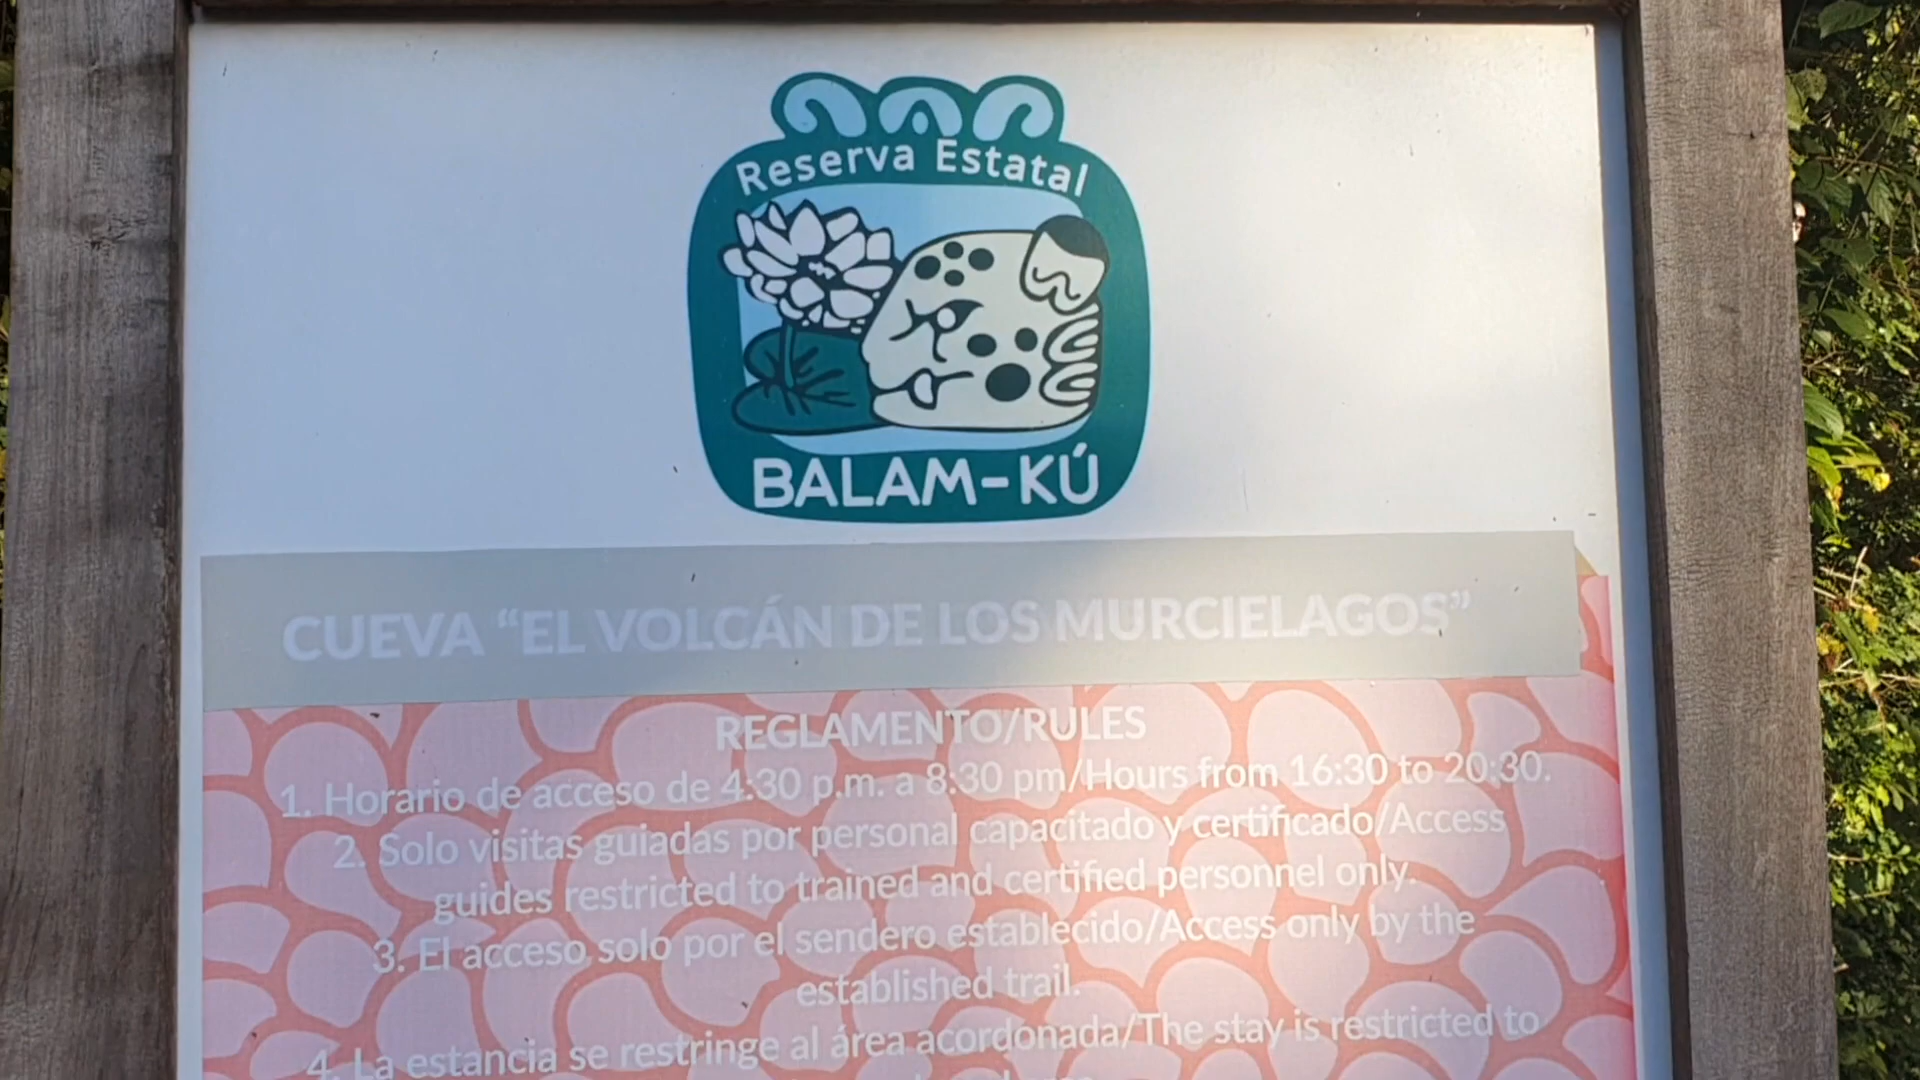 Reserva Estatal
BALAM-KÚ
CUEVA “EL VOLCÁN DE LOS MURCIELAGOS”
REGLAMENTO/RULES
1. Horario de acceso de 4:30 p.m. a 8:30 pm/Hours from 16:30 to 20:30.
2. Solo visitas guiadas por personal capacitado y certificado/Access
guides restricted to trained and certified personnel only.
3. El acceso solo por el sendero establecido/Access only by the
established trail.
4. La estancia se restringe al área acordonada/The stay is restricted to